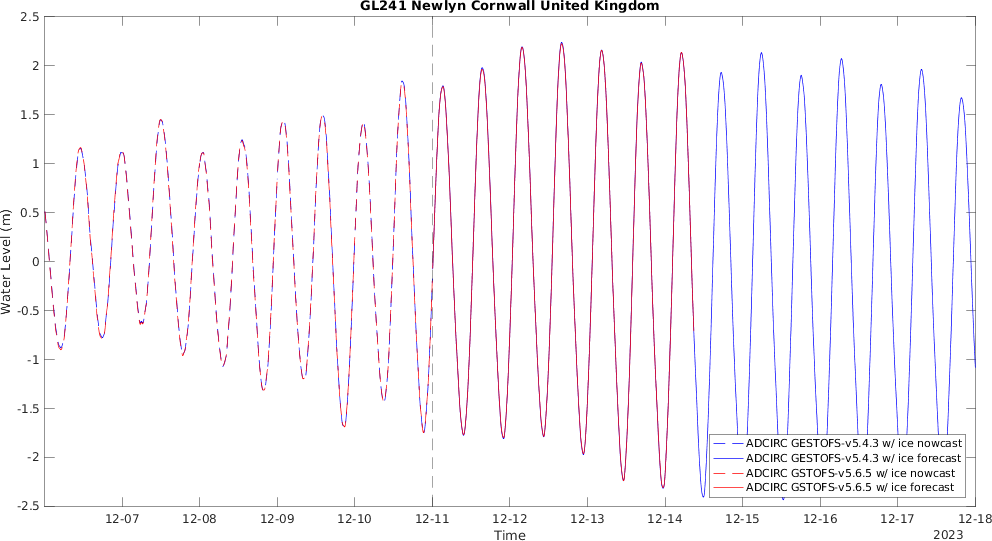 GL241 Newlyn Cornwall United Kingdom
2.5
2
1.5
1
0.5
0
-0.5
-1
-1.5
-2
-2.5
Water Level (m)
ADCIRC GESTOFS-v5.4.3 w/ ice nowcast
ADCIRC GESTOFS-v5.4.3 w/ ice forecast
ADCIRC GSTOFS-v5.6.5 w/ ice nowcast
ADCIRC GSTOFS-v5.6.5 w/ ice forecast
12-07 12-08 12-09 12-10 12-11 12-12 12-13 12-14 12-15 12-16 12-17 12-18
Time
2023